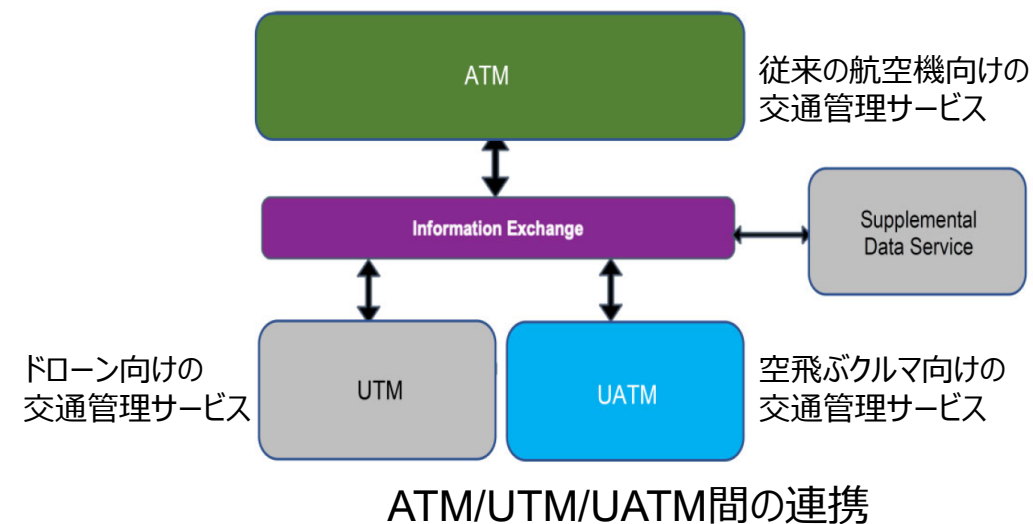 ATM
従来の航空機向けの
交通管理サービス
Information Exchange
Supplemental
Data Service
ドローン向けの
交通管理サービス
UTM
UATM
空飛ぶクルマ向けの
交通管理サービス
ATM/UTM/UATM間の連携